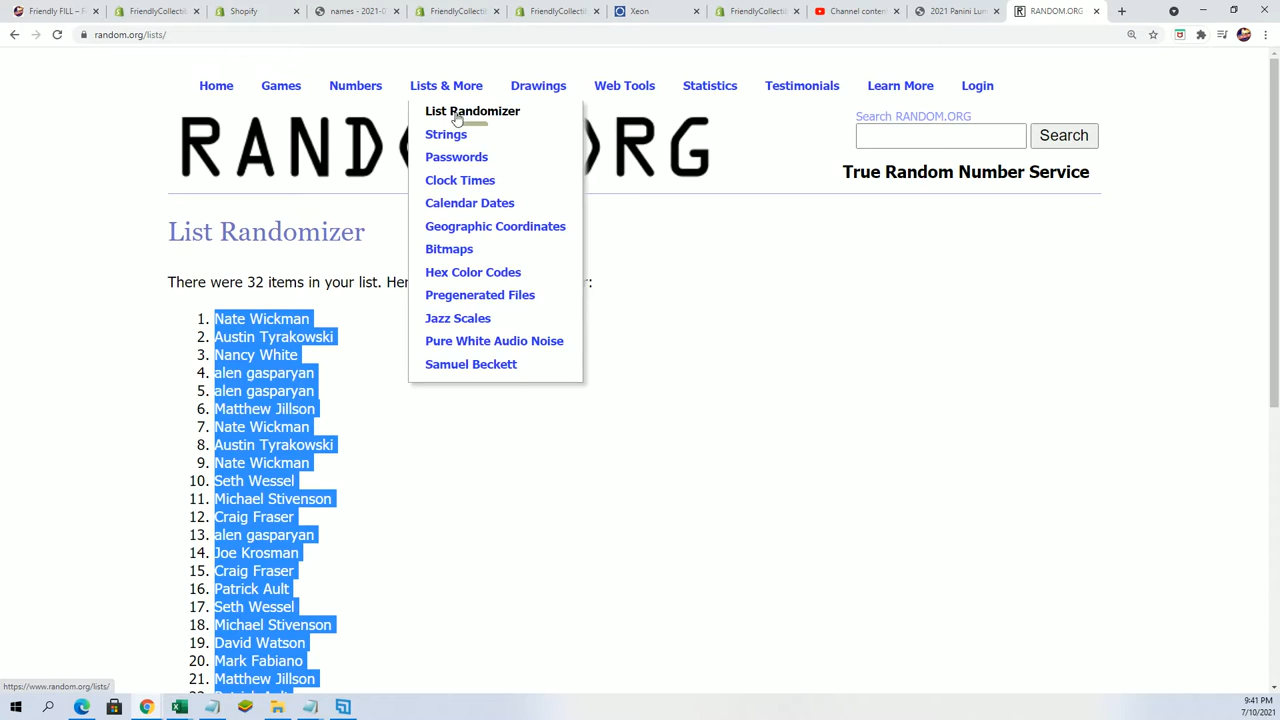 Friendly FILL – F
FriendlyCollecti
Shopify
names - 2021-0
FriendlyCollecti
FriendlyCollecti
Xeon
FriendlyCollecti
Channel conten
2021 Panini Lum
RANDOM.ORG
random.org/lists/
Home Games Numbers Lists & More Drawings Web Tools Statistics Testimonials Learn More Login
List Randomizer
Strings
Passwords
Clock Times
Calendar Dates
Geographic Coordinates
Bitmaps
Hex Color Codes
Pregenerated Files
Jazz Scales
Pure White Audio Noise
Samuel Beckett
Search RANDOM.ORG
Search
RAND RG
True Random Number Service
List Randomizer
There were 32 items in your list. Her r:
1. Nate Wickman
2. Austin Tyrakowski
3. Nancy White
4. alen gasparyan
5. alen gasparyan
6. Matthew Jillson
7. Nate Wickman
8. Austin Tyrakowski
9. Nate Wickman
10. Seth Wessel
11. Michael Stivenson
12. Craig Fraser
13. alen gasparyan
14. Joe Krosman
15. Craig Fraser
16. Patrick Ault
17. Seth Wessel
18. Michael Stivenson
19. David Watson
20. Mark Fabiano
21. Matthew Jillson
https://www.random.org/lists/
9:41 PM
7/10/2021